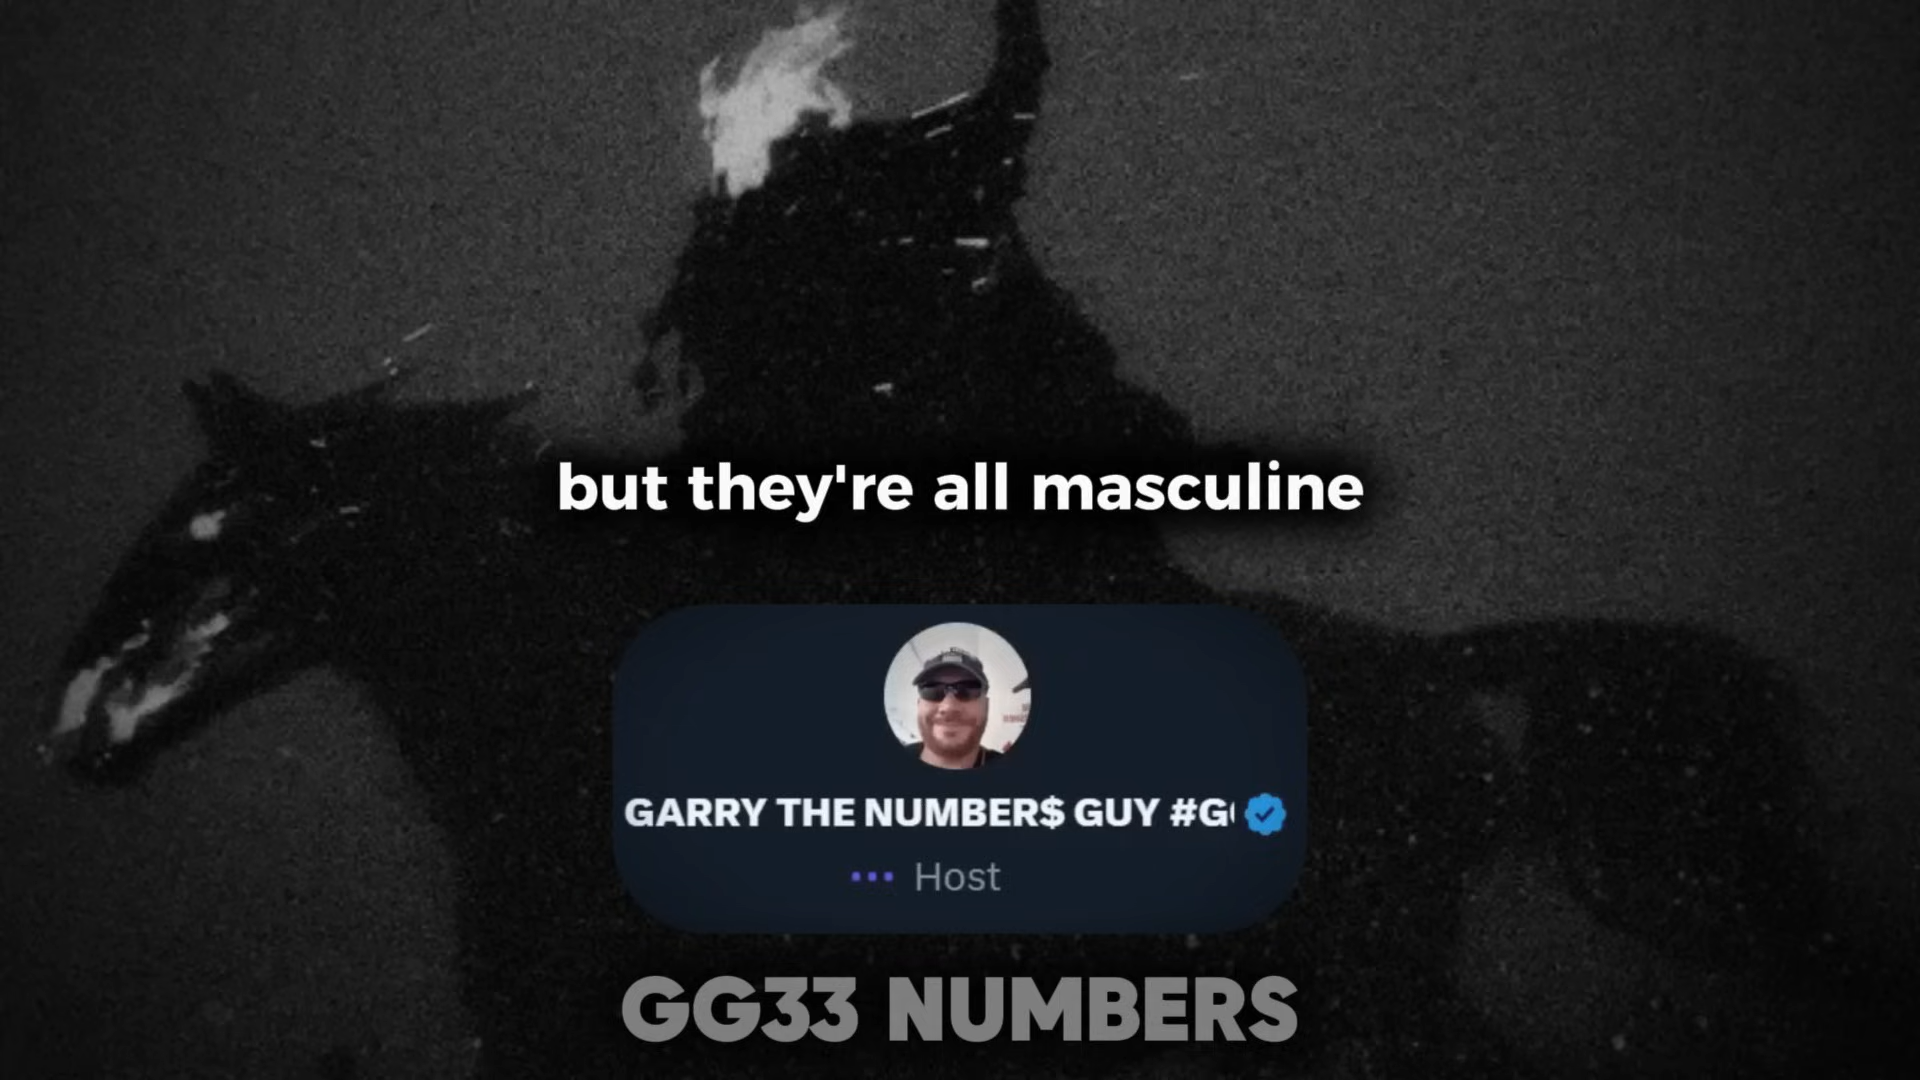 but they're all masculine
GARRY THE NUMBER$ GUY #G
••• Host
GG33 NUMBERS